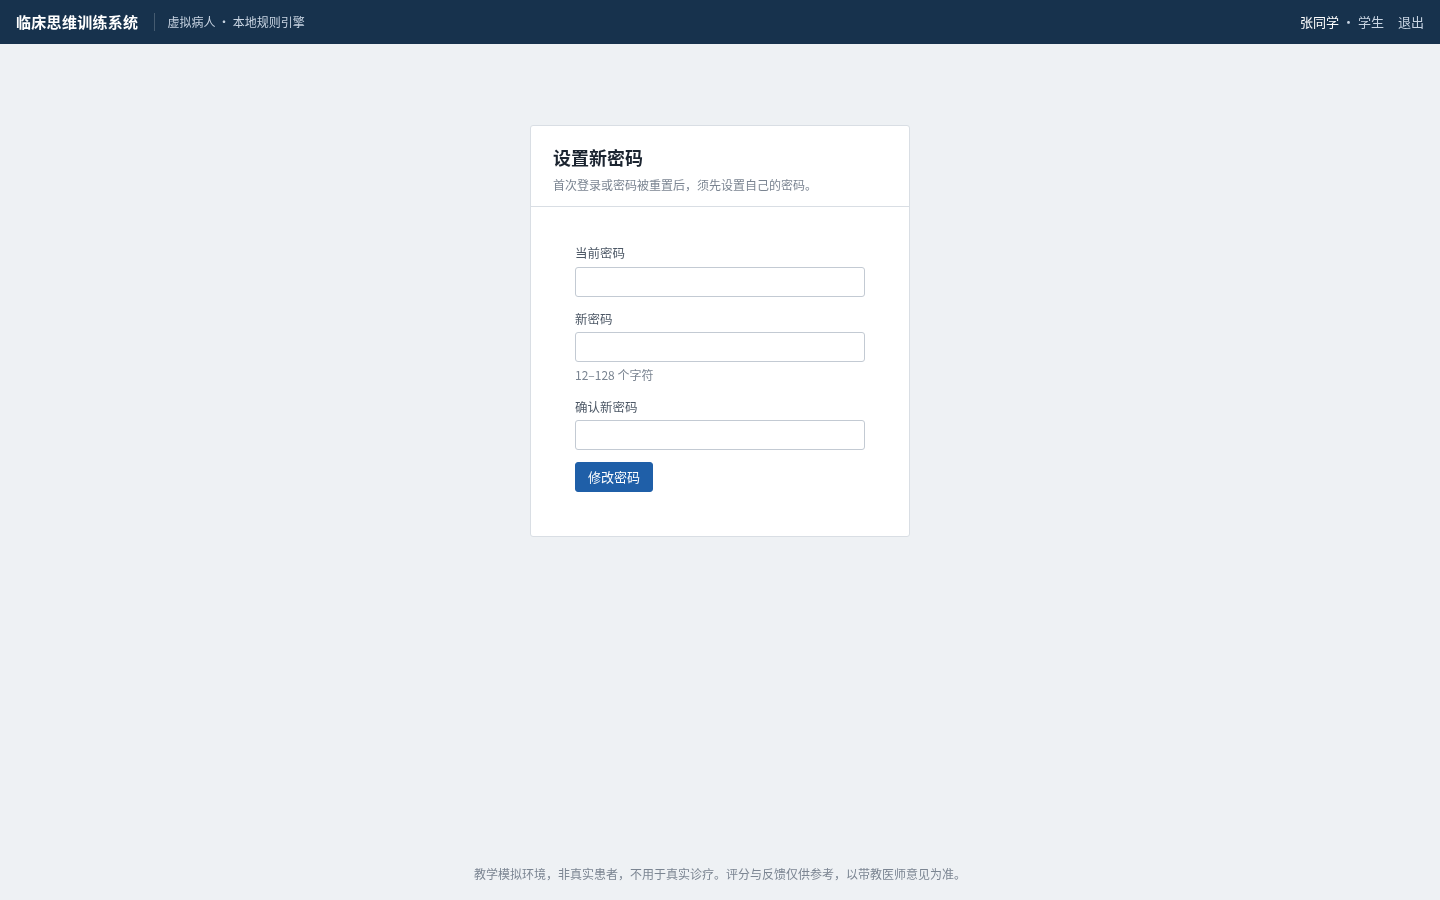 临床思维训练系统
虚拟病人 · 本地规则引擎
张同学 · 学生 退出
设置新密码
首次登录或密码被重置后，须先设置自己的密码。
当前密码
新密码
12–128 个字符
确认新密码
修改密码
教学模拟环境，非真实患者，不用于真实诊疗。评分与反馈仅供参考，以带教医师意见为准。